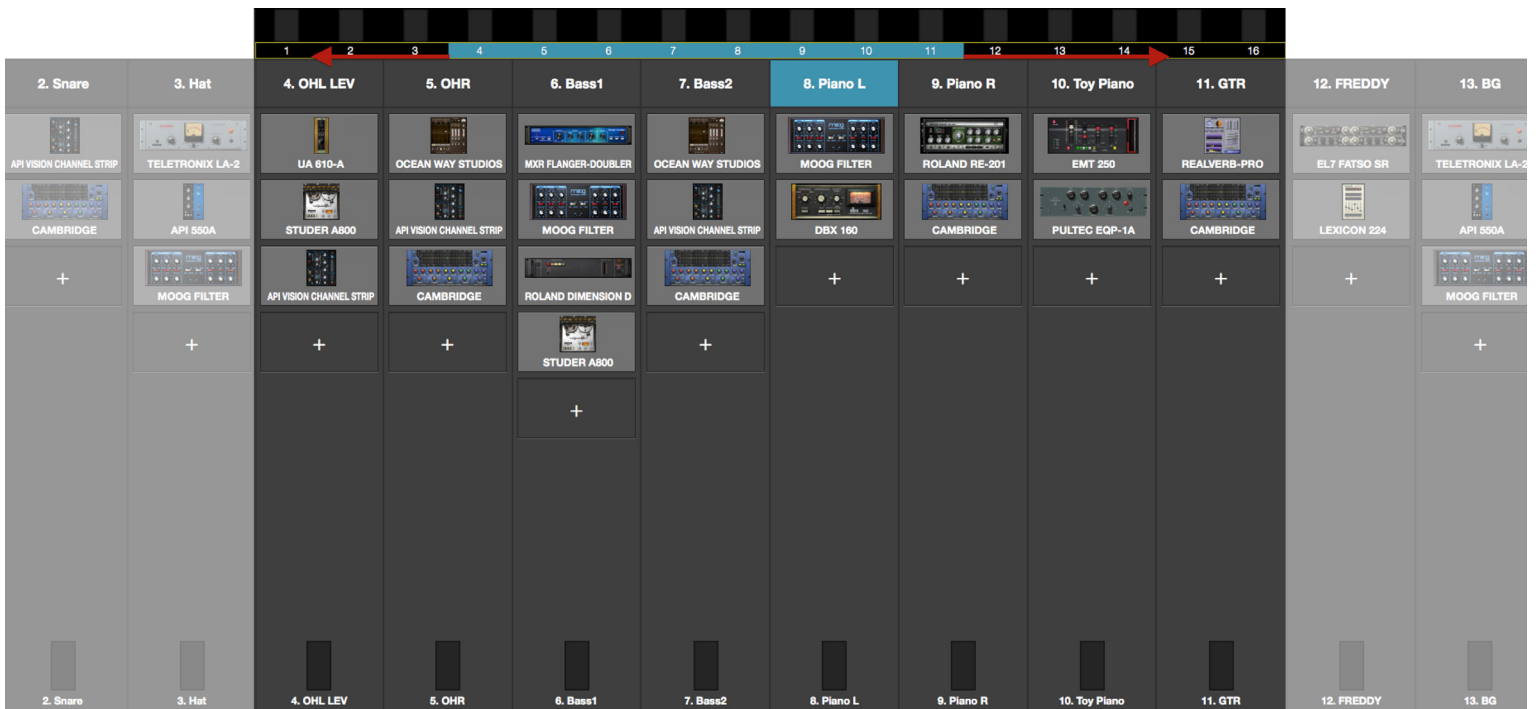 1 2 3 4 5 6 7 8 9 10 11 12 13 14 15 16
2. Snare 3. Hat 4. OHL LEV 5. OHR 6. Bass1 7. Bass2 8. Piano L 9. Piano R 10. Toy Piano 11. GTR 12. FREDDY 13. BG
API VISION CHANNEL STRIP TELETRONIX LA-2 UA 610-A OCEAN WAY STUDIOS MXR FLANGER-DOUBLER OCEAN WAY STUDIOS MOOG FILTER ROLAND RE-201 EMT 250 REALVERB-PRO EL7 FATSO SR TELETRONIX LA-2
CAMBRIDGE API 550A STUDER A800 API VISION CHANNEL STRIP MOOG FILTER API VISION CHANNEL STRIP DBX 160 CAMBRIDGE PULTEC EQP-1A CAMBRIDGE LEXICON 224 API 550A
+ MOOG FILTER API VISION CHANNEL STRIP CAMBRIDGE ROLAND DIMENSION D CAMBRIDGE + + + + + MOOG FILTER
+ + + STUDER A800 + +
+
2. Snare 3. Hat 4. OHL LEV 5. OHR 6. Bass1 7. Bass2 8. Piano L 9. Piano R 10. Toy Piano 11. GTR 12. FREDDY 13. BG